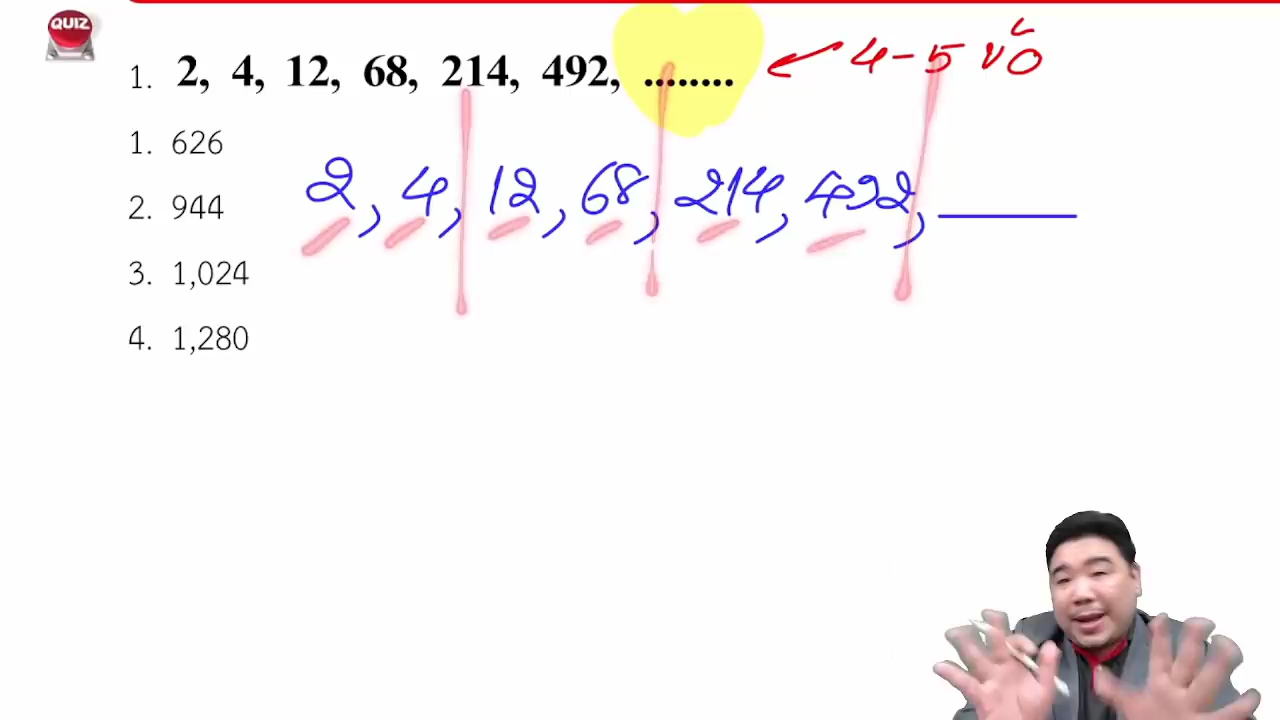 QUIZ
1. 2, 4, 12, 68, 214, 492, ........
4-5 ข้อ
1. 626
2. 944
3. 1,024
4. 1,280
2, 4, 12, 68, 214, 492, ____